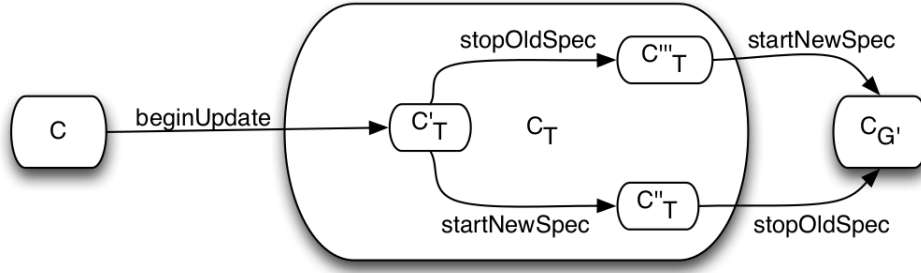 stopOldSpec
C'''T
startNewSpec
C
beginUpdate
C'T
CT
CG'
startNewSpec
C''T
stopOldSpec